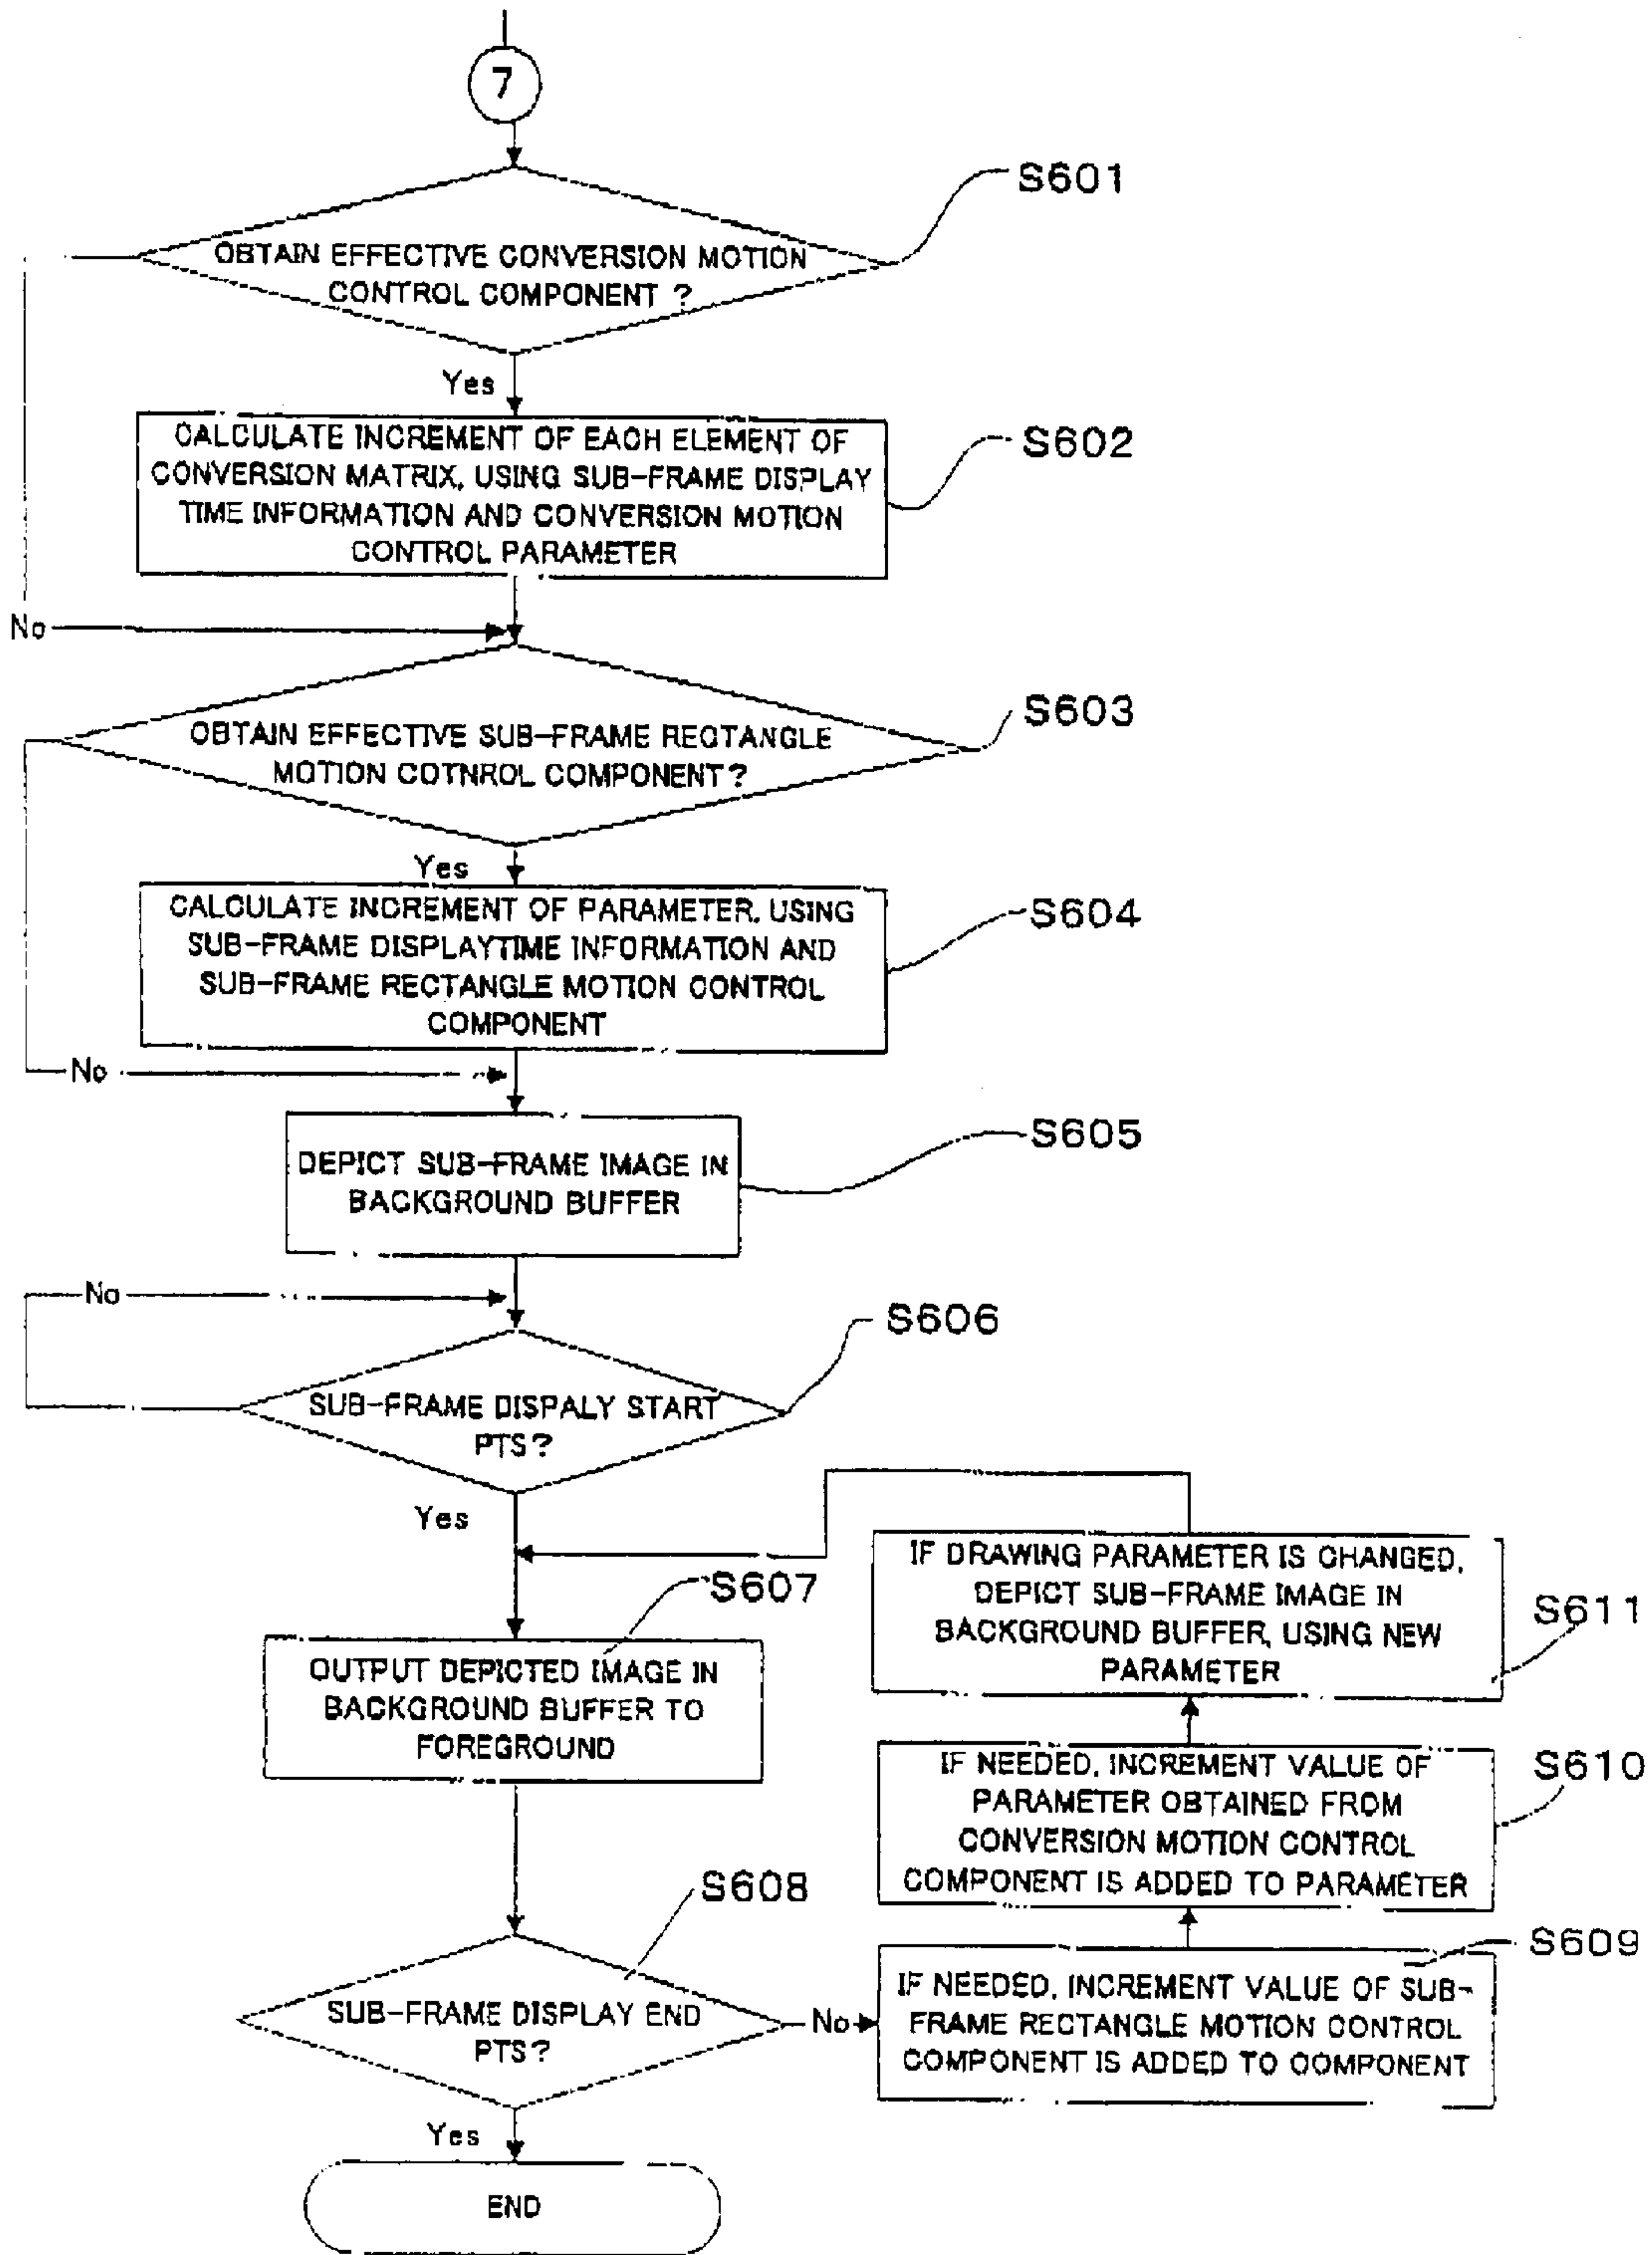 7
S601
OBTAIN EFFECTIVE CONVERSION MOTION
CONTROL COMPONENT ?
Yes
CALCULATE INCREMENT OF EACH ELEMENT OF
CONVERSION MATRIX, USING SUB-FRAME DISPLAY
TIME INFORMATION AND CONVERSION MOTION
CONTROL PARAMETER
S602
No
S603
OBTAIN EFFECTIVE SUB-FRAME RECTANGLE
MOTION COTNROL COMPONENT?
Yes
CALCULATE INCREMENT OF PARAMETER, USING
SUB-FRAME DISPLAYTIME INFORMATION AND
SUB-FRAME RECTANGLE MOTION CONTROL
COMPONENT
S604
No
S605
DEPICT SUB-FRAME IMAGE IN
BACKGROUND BUFFER
No
S606
SUB-FRAME DISPALY START
PTS?
Yes
S607
OUTPUT DEPICTED IMAGE IN
BACKGROUND BUFFER TO
FOREGROUND
S608
SUB-FRAME DISPLAY END
PTS?
No
Yes
END
IF DRAWING PARAMETER IS CHANGED,
DEPICT SUB-FRAME IMAGE IN
BACKGROUND BUFFER, USING NEW
PARAMETER
S611
IF NEEDED, INCREMENT VALUE OF
PARAMETER OBTAINED FROM
CONVERSION MOTION CONTROL
COMPONENT IS ADDED TO PARAMETER
S610
IF NEEDED, INCREMENT VALUE OF SUB-
FRAME RECTANGLE MOTION CONTROL
COMPONENT IS ADDED TO COMPONENT
S609